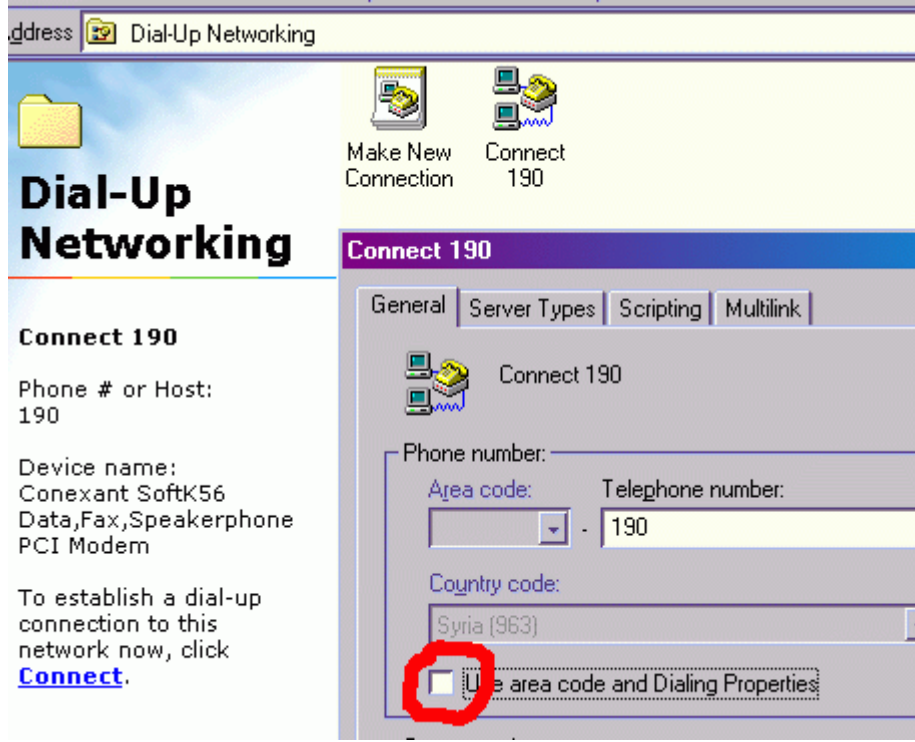 Address Dial-Up Networking
Make New
Connection
Connect
190
Dial-Up
Networking
Connect 190
Phone # or Host:
190
Device name:
Conexant SoftK56
Data,Fax,Speakerphone
PCI Modem
To establish a dial-up
connection to this
network now, click
Connect.
Connect 190
General Server Types Scripting Multilink
Connect 190
Phone number:
Area code: Telephone number:
- 190
Country code:
Syria (963)
Use area code and Dialing Properties